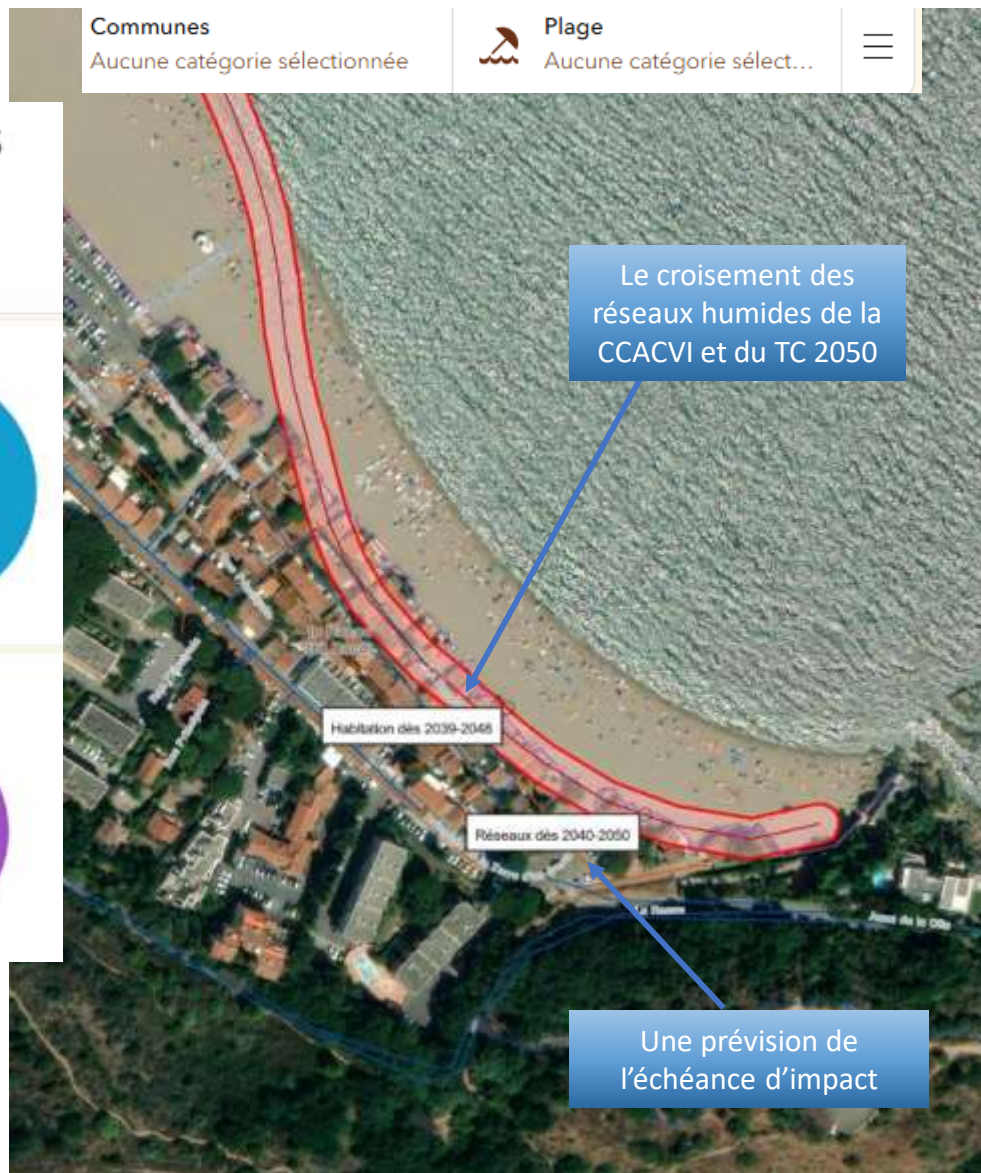 Communes
Aucune catégorie sélectionnée
Plage
Aucune catégorie sélect...
Le croisement des
réseaux humides de la
CCACVI et du TC 2050
Habitation dès 2039-2048
Réseaux dès 2040-2050
Une prévision de
l'échéance d'impact